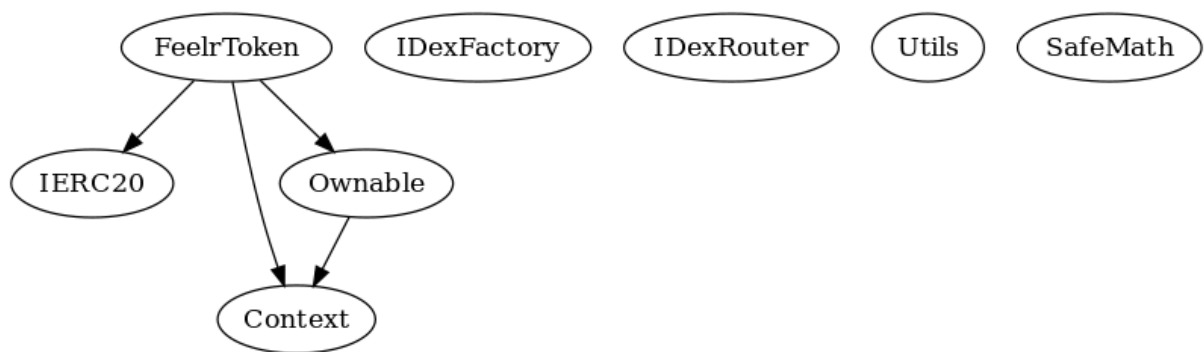 FeelrToken IDexFactory IDexRouter Utils SafeMath
IERC20 Ownable
Context